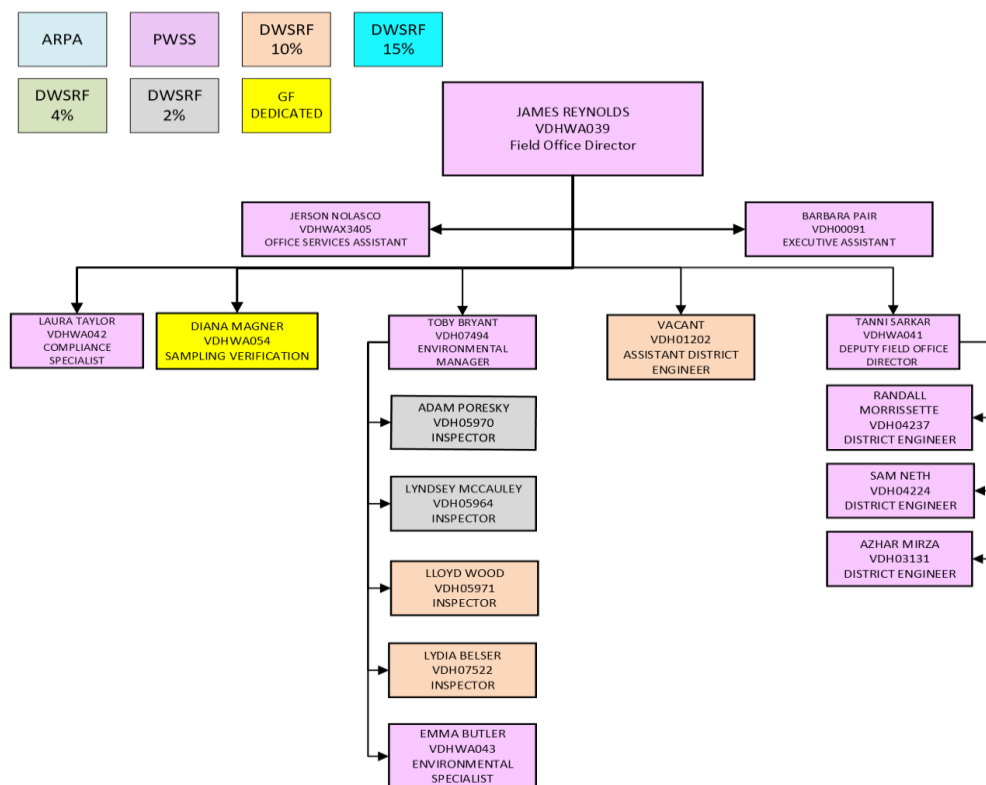 ARPA
PWSS
DWSRF
10%
DWSRF
15%
DWSRF
4%
DWSRF
2%
GF
DEDICATED
JAMES REYNOLDS
VDHWA039
Field Office Director
JERSON NOLASCO
VDHWAX3405
OFFICE SERVICES ASSISTANT
BARBARA PAIR
VDH00091
EXECUTIVE ASSISTANT
LAURA TAYLOR
VDHWA042
COMPLIANCE
SPECIALIST
DIANA MAGNER
VDHWA054
SAMPLING VERIFICATION
TOBY BRYANT
VDH07494
ENVIRONMENTAL
MANAGER
VACANT
VDH01202
ASSISTANT DISTRICT
ENGINEER
TANNI SARKAR
VDHWA041
DEPUTY FIELD OFFICE
DIRECTOR
ADAM PORESKY
VDH05970
INSPECTOR
LYNDSEY MCCAULEY
VDH05964
INSPECTOR
LLOYD WOOD
VDH05971
INSPECTOR
LYDIA BELSER
VDH07522
INSPECTOR
EMMA BUTLER
VDHWA043
ENVIRONMENTAL
SPECIALIST
RANDALL
MORRISSETTE
VDH04237
DISTRICT ENGINEER
SAM NETH
VDH04224
DISTRICT ENGINEER
AZHAR MIRZA
VDH03131
DISTRICT ENGINEER